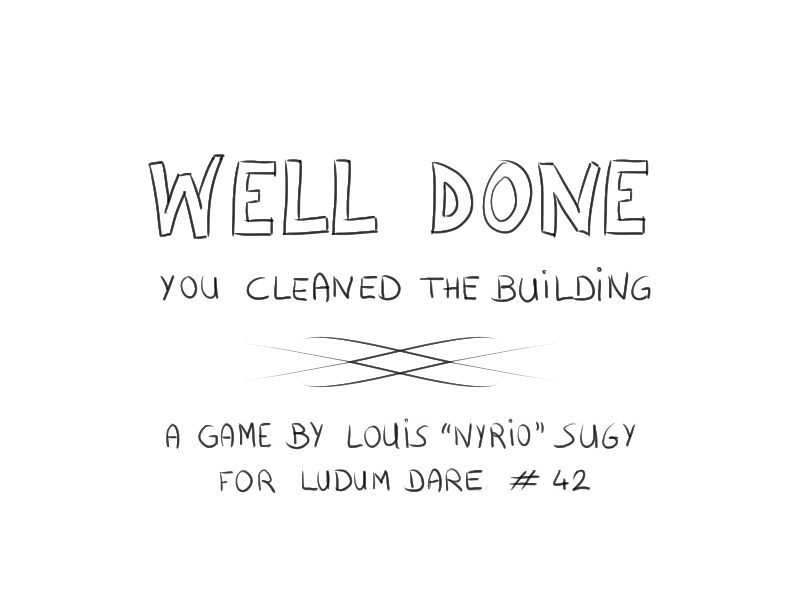 WELL DONE
YOU CLEANED THE BUiLDiNG
A GAME BY LOUiS "NYRiO" SUGY
FOR LUDUM DARE # 42